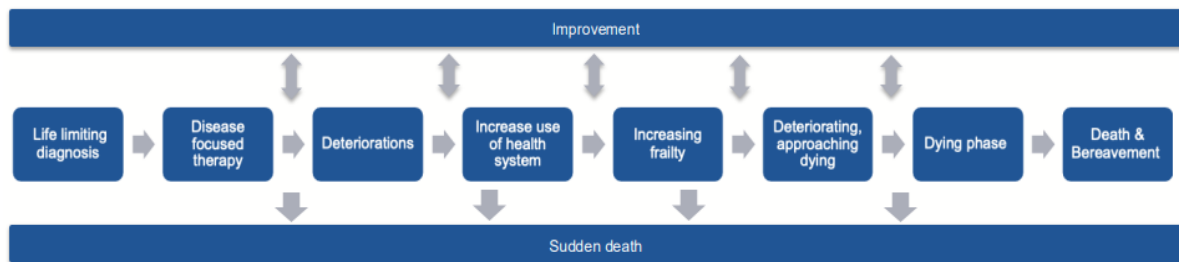 Improvement
Life limiting
diagnosis
Disease
focused
therapy
Deteriorations
Increase use
of health
system
Increasing
frailty
Deteriorating,
approaching
dying
Dying phase
Death &
Bereavement
Sudden death